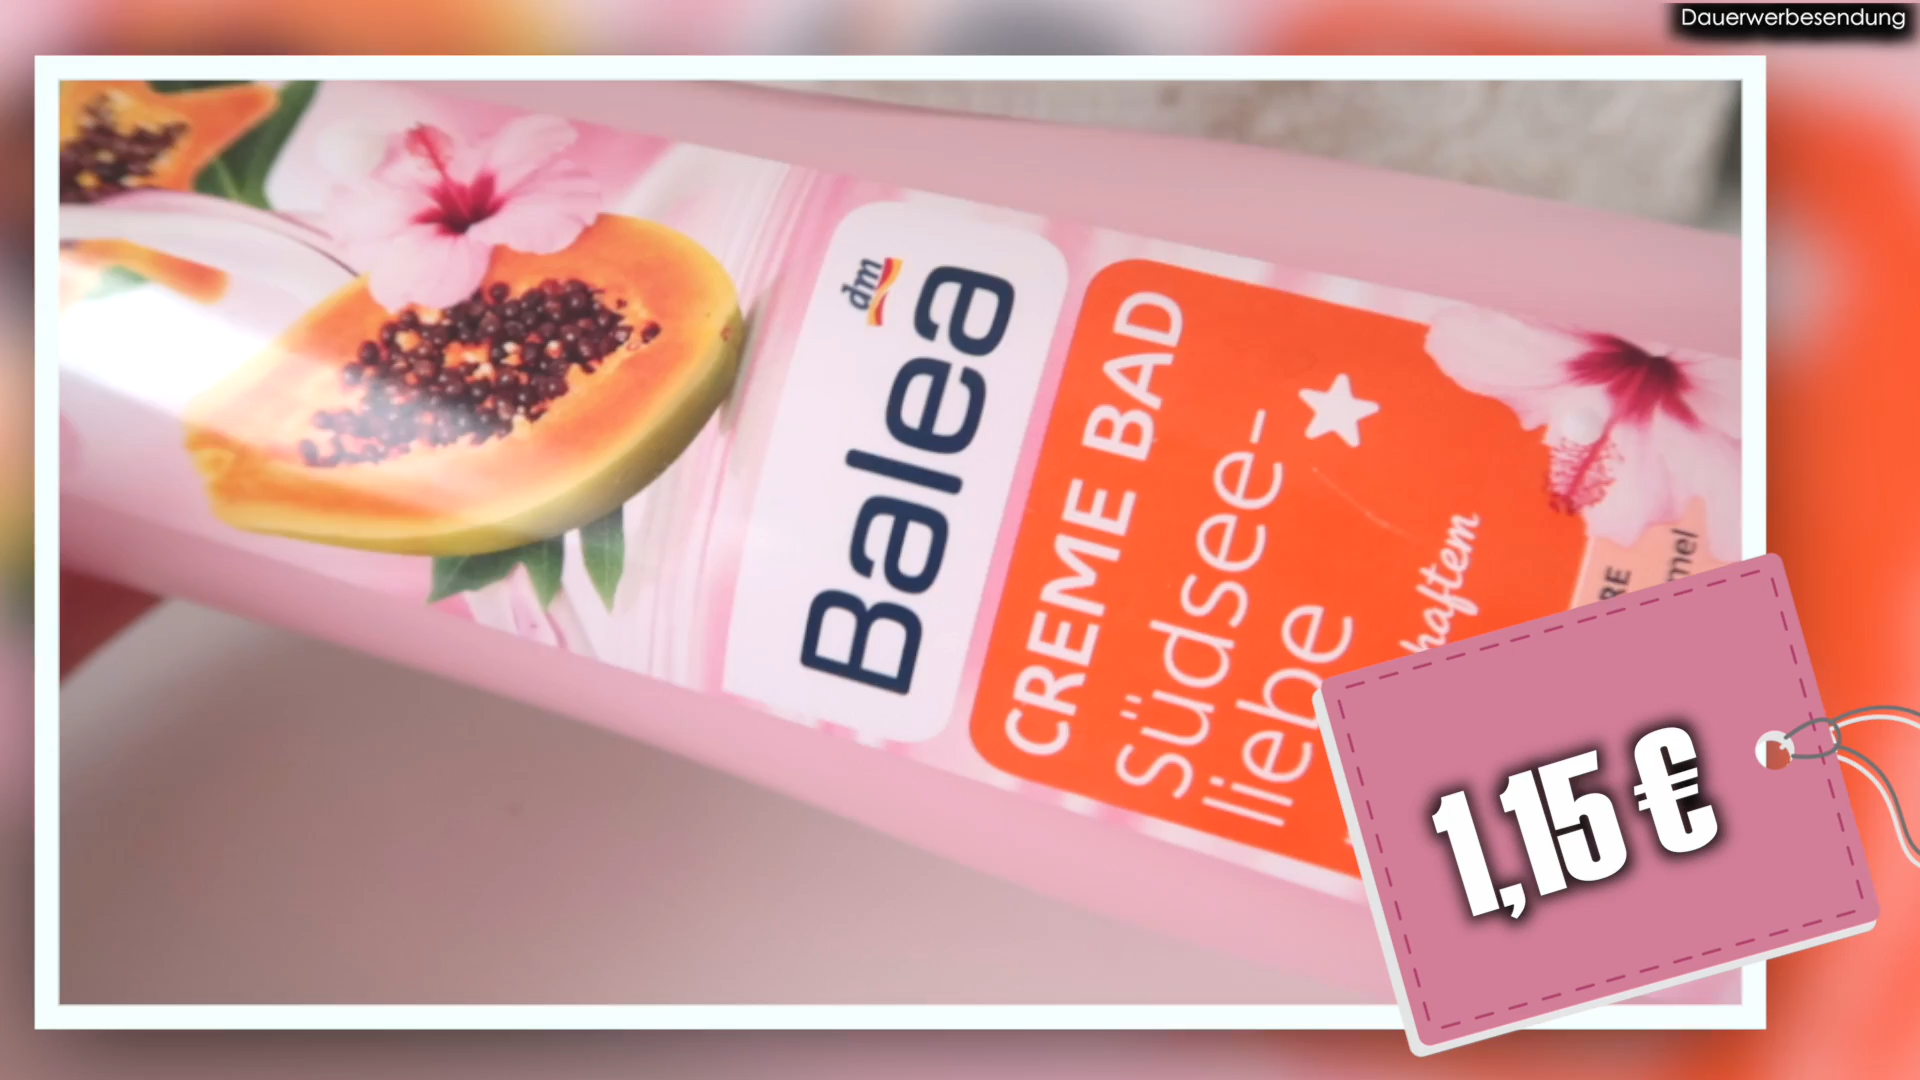 Dauerwerbesendung
dm
Balea
CREME BAD
Südsee-
liebe
1,15 €